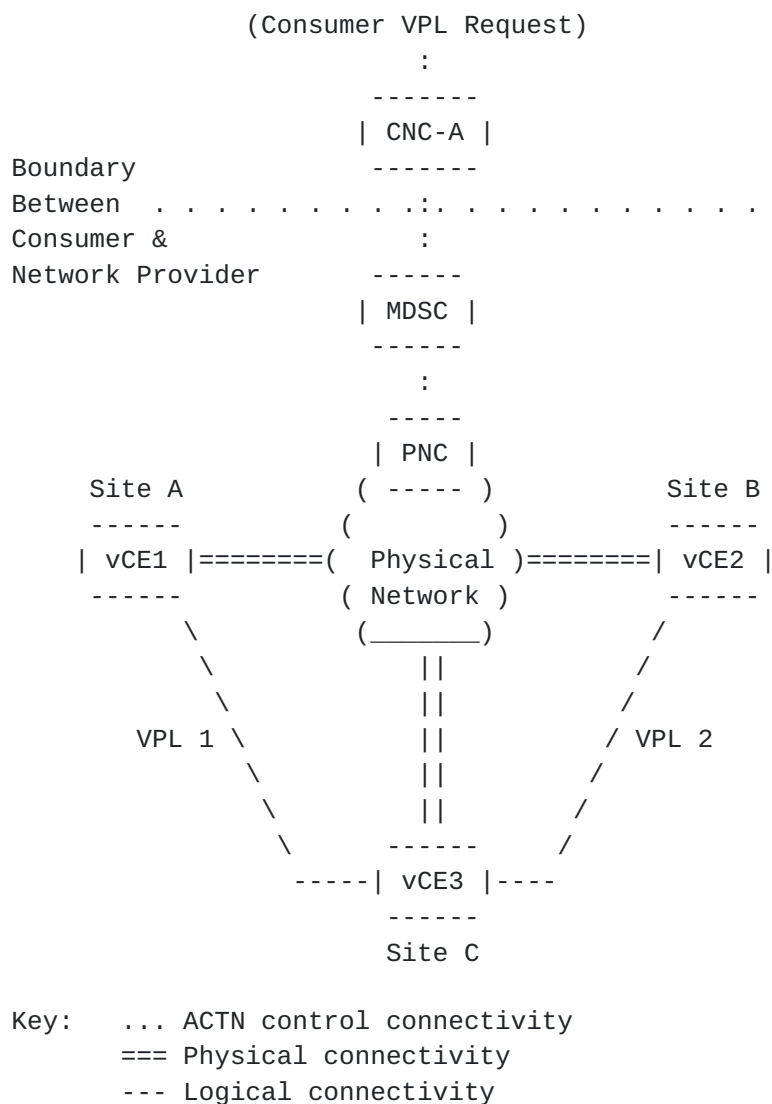 (Consumer VPL Request)
:
-------
| CNC-A |
Boundary -------
Between . . . . . . . . .:. . . . . . . . . . .
Consumer & :
Network Provider ------
| MDSC |
------
:
-----
| PNC |
Site A ( ----- ) Site B
------ ( ) ------
| vCE1 |========( Physical )========| vCE2 |
------ ( Network ) ------
\ (_______) /
\ || /
\ || /
VPL 1 \ || / VPL 2
\ || /
\ || /
\ ------ /
-----| vCE3 |----
------
Site C
Key: ... ACTN control connectivity
=== Physical connectivity
--- Logical connectivity